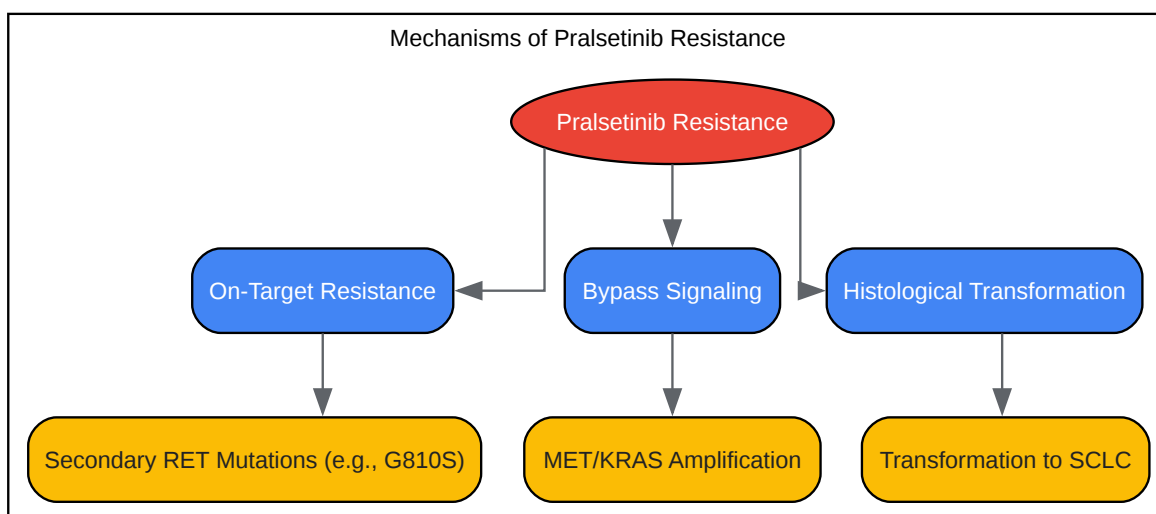 Mechanisms of Pralsetinib Resistance
Pralsetinib Resistance
On-Target Resistance
Bypass Signaling
Histological Transformation
Secondary RET Mutations (e.g., G810S)
MET/KRAS Amplification
Transformation to SCLC